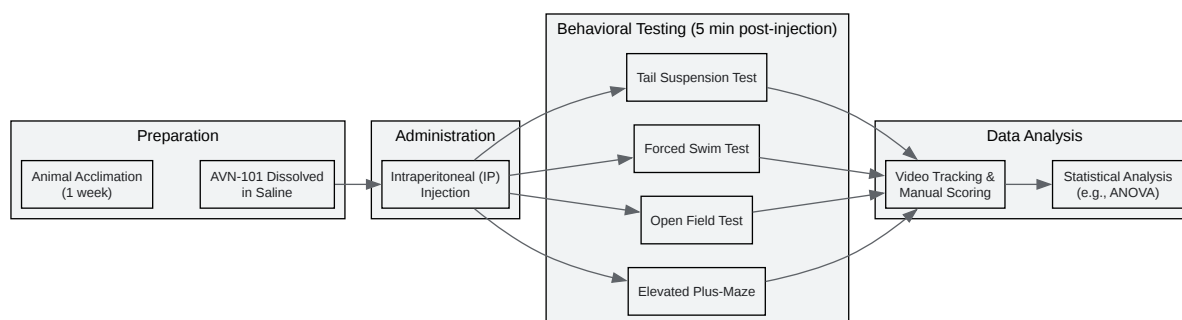 Preparation
Animal Acclimation
(1 week)
AVN-101 Dissolved
in Saline
Administration
Intraperitoneal (IP)
Injection
Behavioral Testing (5 min post-injection)
Tail Suspension Test
Forced Swim Test
Open Field Test
Elevated Plus-Maze
Data Analysis
Video Tracking &
Manual Scoring
Statistical Analysis
(e.g., ANOVA)